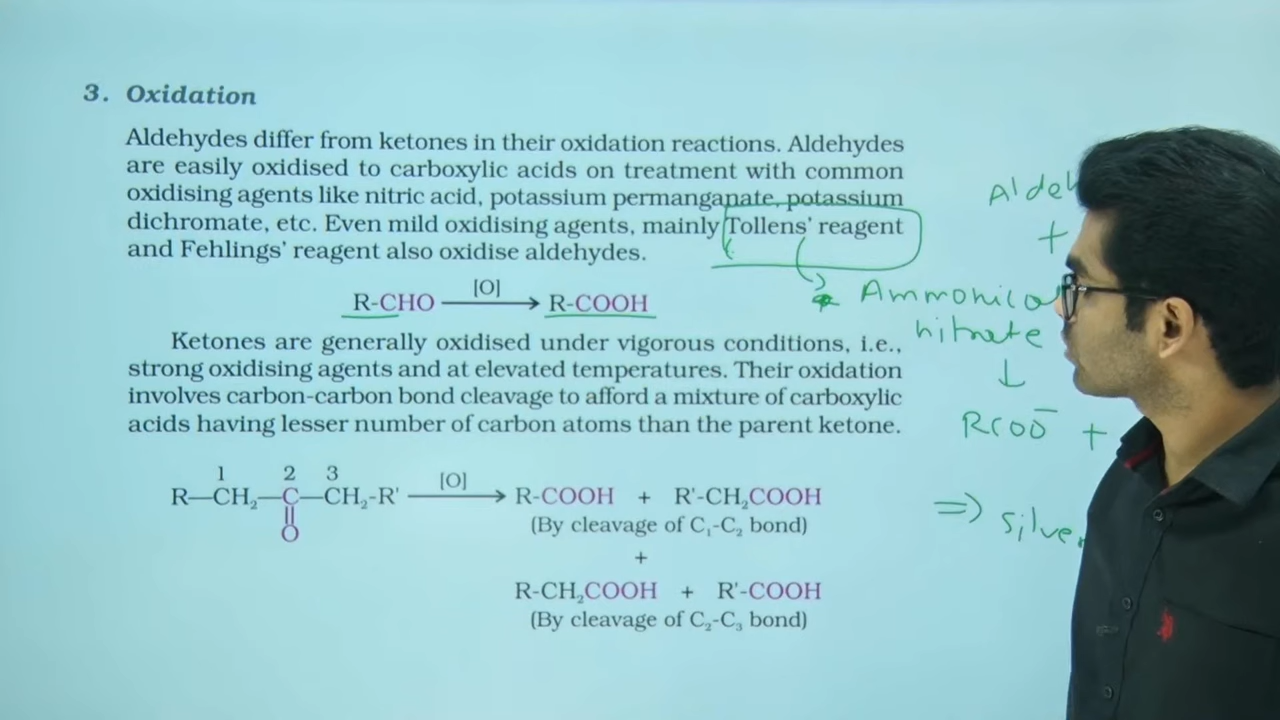 3. Oxidation
Aldehydes differ from ketones in their oxidation reactions. Aldehydes
are easily oxidised to carboxylic acids on treatment with common
oxidising agents like nitric acid, potassium permanganate, potassium
dichromate, etc. Even mild oxidising agents, mainly Tollens' reagent
and Fehlings' reagent also oxidise aldehydes.
R-CHO [O] → R-COOH
Ketones are generally oxidised under vigorous conditions, i.e.,
strong oxidising agents and at elevated temperatures. Their oxidation
involves carbon-carbon bond cleavage to afford a mixture of carboxylic
acids having lesser number of carbon atoms than the parent ketone.
1 2 3
R—CH₂—C—CH₂-R' [O] → R-COOH + R'-CH₂COOH
O
(By cleavage of C₁-C₂ bond)
+
R-CH₂COOH + R'-COOH
(By cleavage of C₂-C₃ bond)
Aldeh
+
Ammonica
nitrate
↓
RCOO⁻ +
⇒ silver